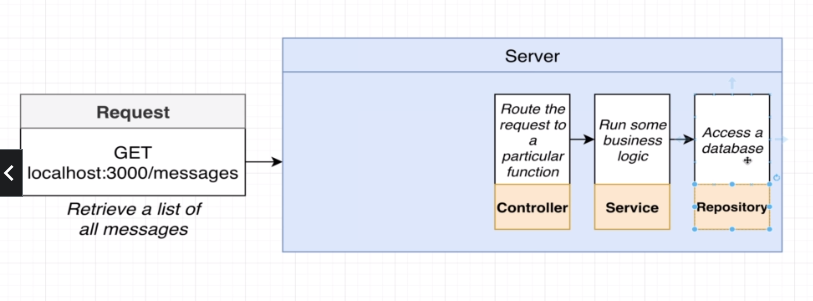 Server
Request
GET
localhost:3000/messages
Retrieve a list of
all messages
Route the
request to
a
particular
function
Controller
Run some
business
logic
Service
Access a
database
Repository